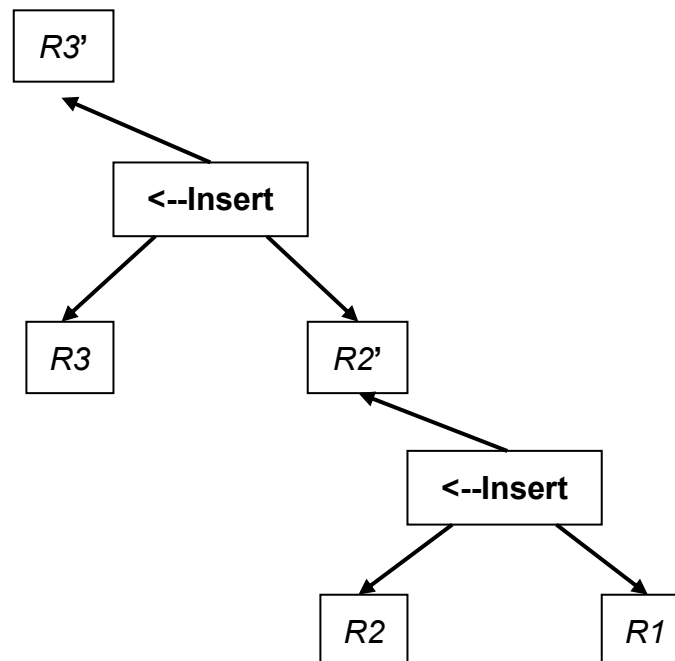 R3’
<--Insert
R3
R2’
<--Insert
R2
R1